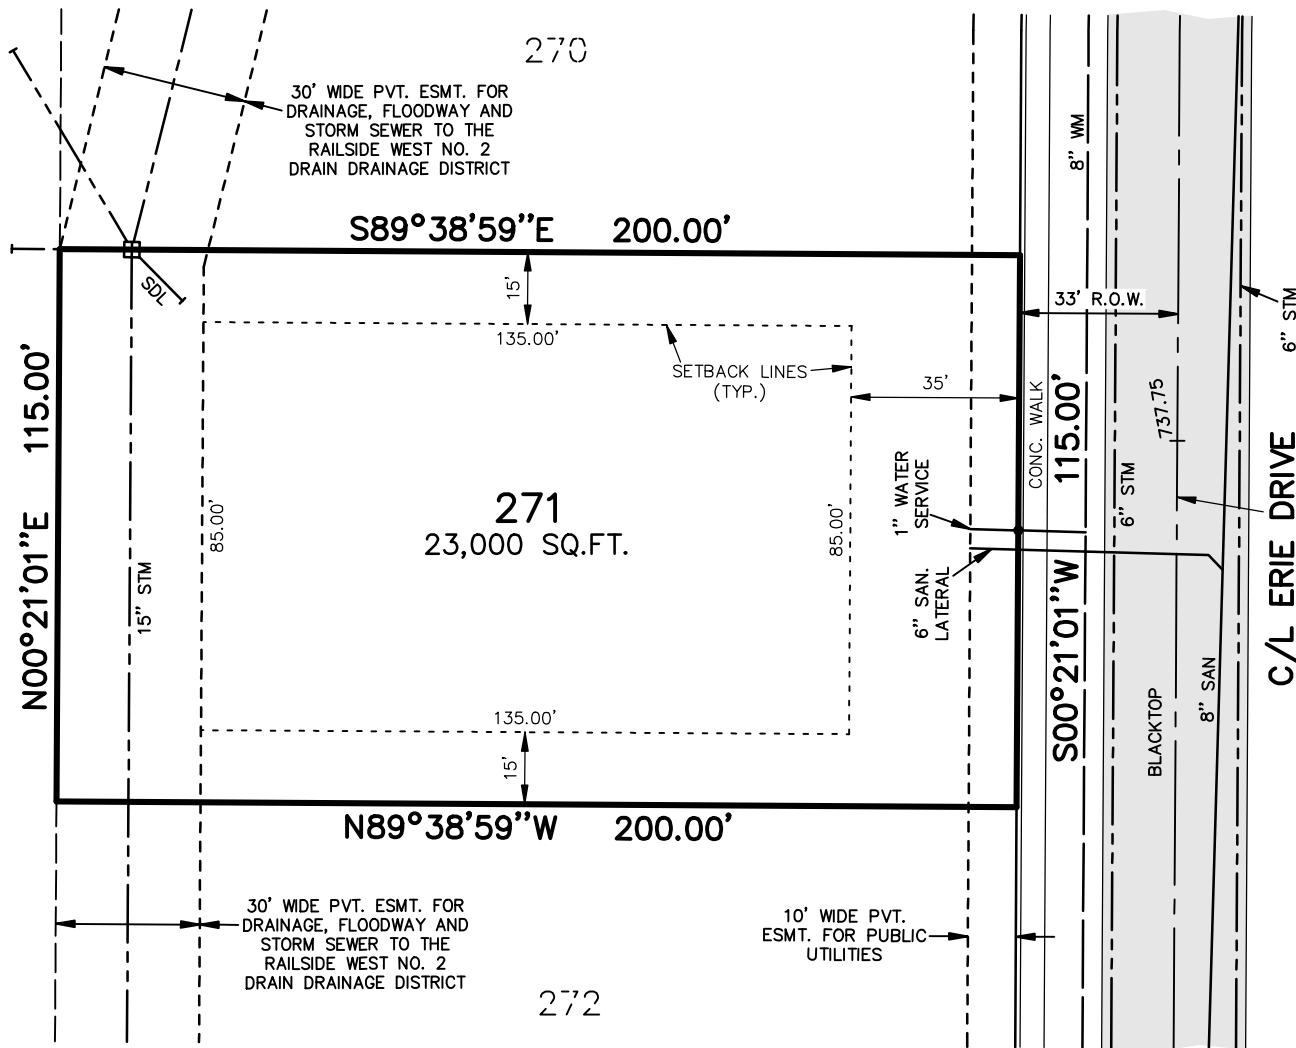 270
30' WIDE PVT. ESMT. FOR
DRAINAGE, FLOODWAY AND
STORM SEWER TO THE
RAILSIDE WEST NO. 2
DRAIN DRAINAGE DISTRICT
8" WM
S89°38'59"E 200.00'
SDL
15'
33' R.O.W.
6" STM
135.00'
SETBACK LINES
(TYP.)
35'
N00°21'01"E 115.00'
CONC. WALK
S00°21'01"W 115.00'
737.75
271
23,000 SQ.FT.
85.00'
85.00'
1" WATER
SERVICE
6" STM
C/L ERIE DRIVE
15" STM
6" SAN.
LATERAL
8" SAN
BLACKTOP
135.00'
15'
N89°38'59"W 200.00'
30' WIDE PVT. ESMT. FOR
DRAINAGE, FLOODWAY AND
STORM SEWER TO THE
RAILSIDE WEST NO. 2
DRAIN DRAINAGE DISTRICT
10' WIDE PVT.
ESMT. FOR PUBLIC
UTILITIES
272